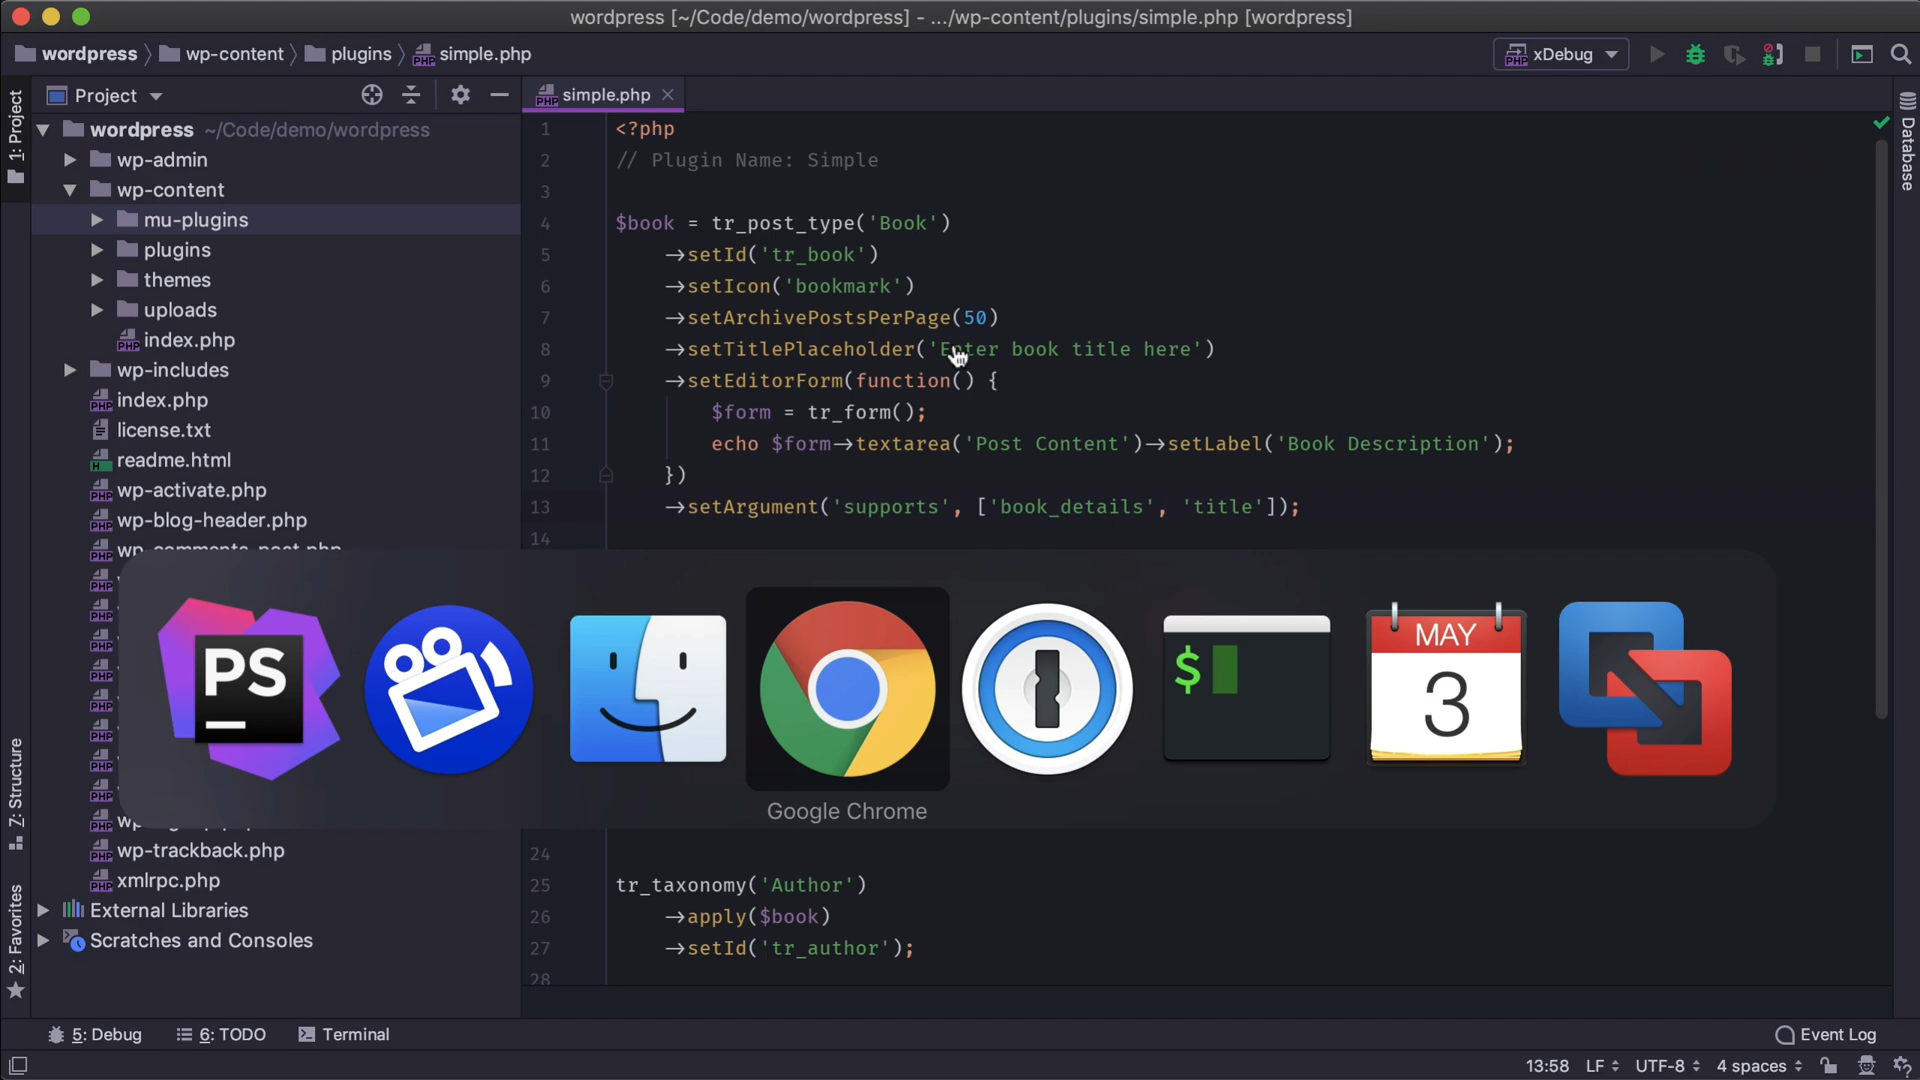 wordpress [~/Code/demo/wordpress] - .../wp-content/plugins/simple.php [wordpress]
wordpress wp-content plugins simple.php
xDebug
1: Project
Project
simple.php
Database
wordpress ~/Code/demo/wordpress
wp-admin
wp-content
mu-plugins
plugins
themes
uploads
index.php
wp-includes
index.php
license.txt
readme.html
wp-activate.php
wp-blog-header.php
wp-comments-post.php
wp-trackback.php
xmlrpc.php
External Libraries
Scratches and Consoles
1 <?php
2 // Plugin Name: Simple
3
4 $book = tr_post_type('Book')
5 →setId('tr_book')
6 →setIcon('bookmark')
7 →setArchivePostsPerPage(50)
8 →setTitlePlaceholder('Enter book title here')
9 →setEditorForm(function() {
10 $form = tr_form();
11 echo $form→textarea('Post Content')→setLabel('Book Description');
12 })
13 →setArgument('supports', ['book_details', 'title']);
14
PS
$
MAY
3
Google Chrome
24
25 tr_taxonomy('Author')
26 →apply($book)
27 →setId('tr_author');
28
Z: Structure
2: Favorites
5: Debug
6: TODO
Terminal
Event Log
13:58 LF UTF-8 4 spaces